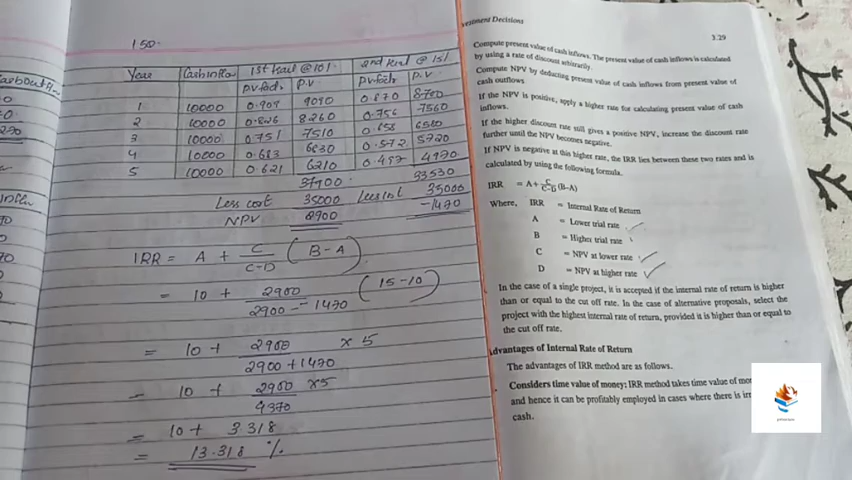 150.
Year Cash inflow 1st trail @10% 2nd trial @ 15%
p.v factr P.V P.v factr P.V
1 10000 0.909 9090 0.870 8700
2 10000 0.826 8260 0.756 7560
3 10000 0.751 7510 0.658 6580
4 10000 0.683 6830 0.572 5720
5 10000 0.621 6210 0.497 4970
37900 33530
Less cost 35000 Less cost 35000
NPV 2900 -1470
IRR = A + C/C-D (B-A)
= 10 + 2900/2900--1470 (15-10)
= 10 + 2900/2900+1470 × 5
= 10 + 2900/4370 ×5
= 10 + 3.318
= 13.318 %
estment Decisions
3.29
Compute present value of cash inflows. The present value of cash inflows is calculated
by using a rate of discount arbitrarily.
Compute NPV by deducting present value of cash inflows from present value of
cash outflows.
If the NPV is positive, apply a higher rate for calculating present value of cash
inflows.
If the higher discount rate still gives a positive NPV, increase the discount rate
further until the NPV becomes negative.
If NPV is negative at this higher rate, the IRR lies between these two rates and is
calculated by using the following formula.
IRR = A+ C/C-D (B-A)
Where, IRR = Internal Rate of Return
A = Lower trial rate
B = Higher trial rate
C = NPV at lower rate
D = NPV at higher rate
In the case of a single project, it is accepted if the internal rate of return is higher
than or equal to the cut off rate. In the case of alternative proposals, select the
project with the highest internal rate of return, provided it is higher than or equal to
the cut off rate.
Advantages of Internal Rate of Return
The advantages of IRR method are as follows.
Considers time value of money: IRR method takes time value of mo
and hence it can be profitably employed in cases where there is irr
cash.